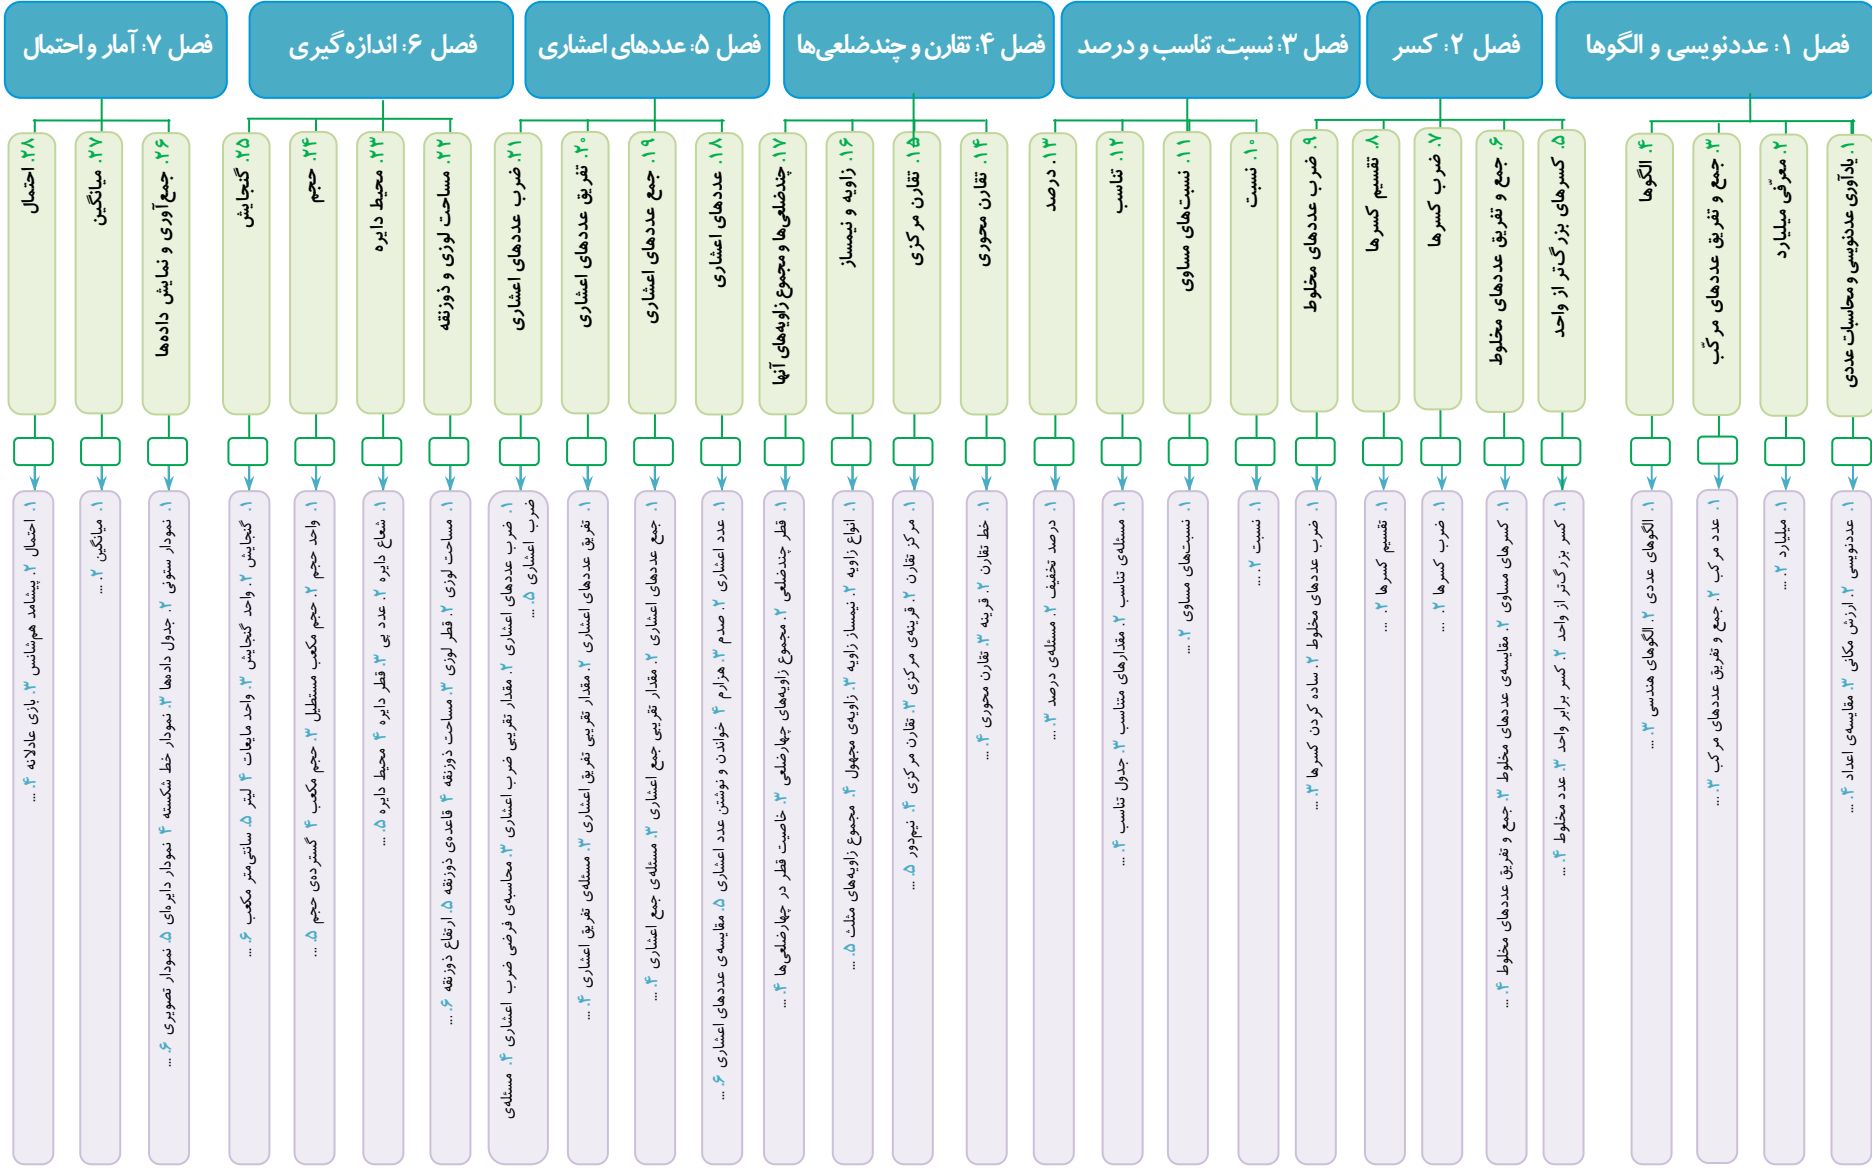 فصل ۱: عددنویسی و الگوها
فصل ۲: کسر
فصل ۳: نسبت، تناسب و درصد
فصل ۴: تقارن و چندضلعی‌ها
فصل ۵: عددهای اعشاری
فصل ۶: اندازه گیری
فصل ۷: آمار و احتمال
۱. یادآوری عددنویسی و محاسبات عددی
۲. معرّفی میلیارد
۳. جمع و تفریق عددهای مرکّب
۴. الگوها
۵. کسرهای بزرگ‌تر از واحد
۶. جمع و تفریق عددهای مخلوط
۷. ضرب کسرها
۸. تقسیم کسرها
۹. ضرب عددهای مخلوط
۱۰. نسبت
۱۱. نسبت‌های مساوی
۱۲. تناسب
۱۳. درصد
۱۴. تقارن محوری
۱۵. تقارن مرکزی
۱۶. زاویه و نیمساز
۱۷. چندضلعی‌ها و مجموع زاویه‌های آنها
۱۸. عددهای اعشاری
۱۹. جمع عددهای اعشاری
۲۰. تفریق عددهای اعشاری
۲۱. ضرب عددهای اعشاری
۲۲. مساحت لوزی و ذوزنقه
۲۳. محیط دایره
۲۴. حجم
۲۵. گنجایش
۲۶. جمع‌آوری و نمایش داده‌ها
۲۷. میانگین
۲۸. احتمال
۱. عددنویسی ۲. ارزش مکانی ۳. مقایسه‌ی اعداد ۴. ...
۱. میلیارد ۲. ...
۱. عدد مرکب ۲. جمع و تفریق عددهای مرکب ۳. ...
۱. الگوهای عددی ۲. الگوهای هندسی ۳. ...
۱. کسر بزرگ‌تر از واحد ۲. کسر برابر واحد ۳. عدد مخلوط ۴. ...
۱. کسرهای مساوی ۲. مقایسه‌ی عددهای مخلوط ۳. جمع و تفریق عددهای مخلوط ۴. ...
۱. ضرب کسرها ۲. ...
۱. تقسیم کسرها ۲. ...
۱. ضرب عددهای مخلوط ۲. ساده کردن کسرها ۳. ...
۱. نسبت ۲. ...
۱. نسبت‌های مساوی ۲. ...
۱. مسئله‌ی تناسب ۲. مقدارهای متناسب ۳. جدول تناسب ۴. ...
۱. درصد تخفیف ۲. مسئله‌ی درصد ۳. ...
۱. خط تقارن ۲. قرینه ۳. تقارن محوری ۴. ...
۱. مرکز تقارن ۲. قرینه‌ی مرکزی ۳. تقارن مرکزی ۴. نیم‌دور ۵. ...
۱. انواع زاویه ۲. نیمساز زاویه ۳. زاویه‌ی مجهول ۴. مجموع زاویه‌های مثلث ۵. ...
۱. قطر چندضلعی ۲. مجموع زاویه‌های چهارضلعی ۳. خاصیت قطر در چهارضلعی‌ها ۴. ...
۱. عدد اعشاری ۲. صدم ۳. هزارم ۴. خواندن و نوشتن عدد اعشاری ۵. مقایسه‌ی عددهای اعشاری ۶. ...
۱. جمع عددهای اعشاری ۲. مقدار تقریبی جمع اعشاری ۳. مسئله‌ی جمع اعشاری ۴. ...
۱. تفریق عددهای اعشاری ۲. مقدار تقریبی تفریق اعشاری ۳. مسئله‌ی تفریق اعشاری ۴. ...
۱. ضرب عددهای اعشاری ۲. مقدار تقریبی ضرب اعشاری ۳. محاسبه‌ی فرضی ضرب اعشاری ۴. مسئله‌ی
ضرب اعشاری ۵. ...
۱. مساحت لوزی ۲. قطر لوزی ۳. مساحت ذوزنقه ۴. قاعده‌ی ذوزنقه ۵. ارتفاع ذوزنقه ۶. ...
۱. شعاع دایره ۲. عدد پی ۳. قطر دایره ۴. محیط دایره ۵. ...
۱. واحد حجم ۲. حجم مکعب مستطیل ۳. حجم مکعب ۴. گسترده‌ی حجم ۵. ...
۱. گنجایش ۲. واحد گنجایش ۳. واحد مایعات ۴. لیتر ۵. سانتی‌متر مکعب ۶. ...
۱. نمودار ستونی ۲. جدول داده‌ها ۳. نمودار خط شکسته ۴. نمودار دایره‌ای ۵. نمودار تصویری ۶. ...
۱. میانگین ۲. ...
۱. احتمال ۲. پیشامد هم‌شانس ۳. بازی عادلانه ۴. ...